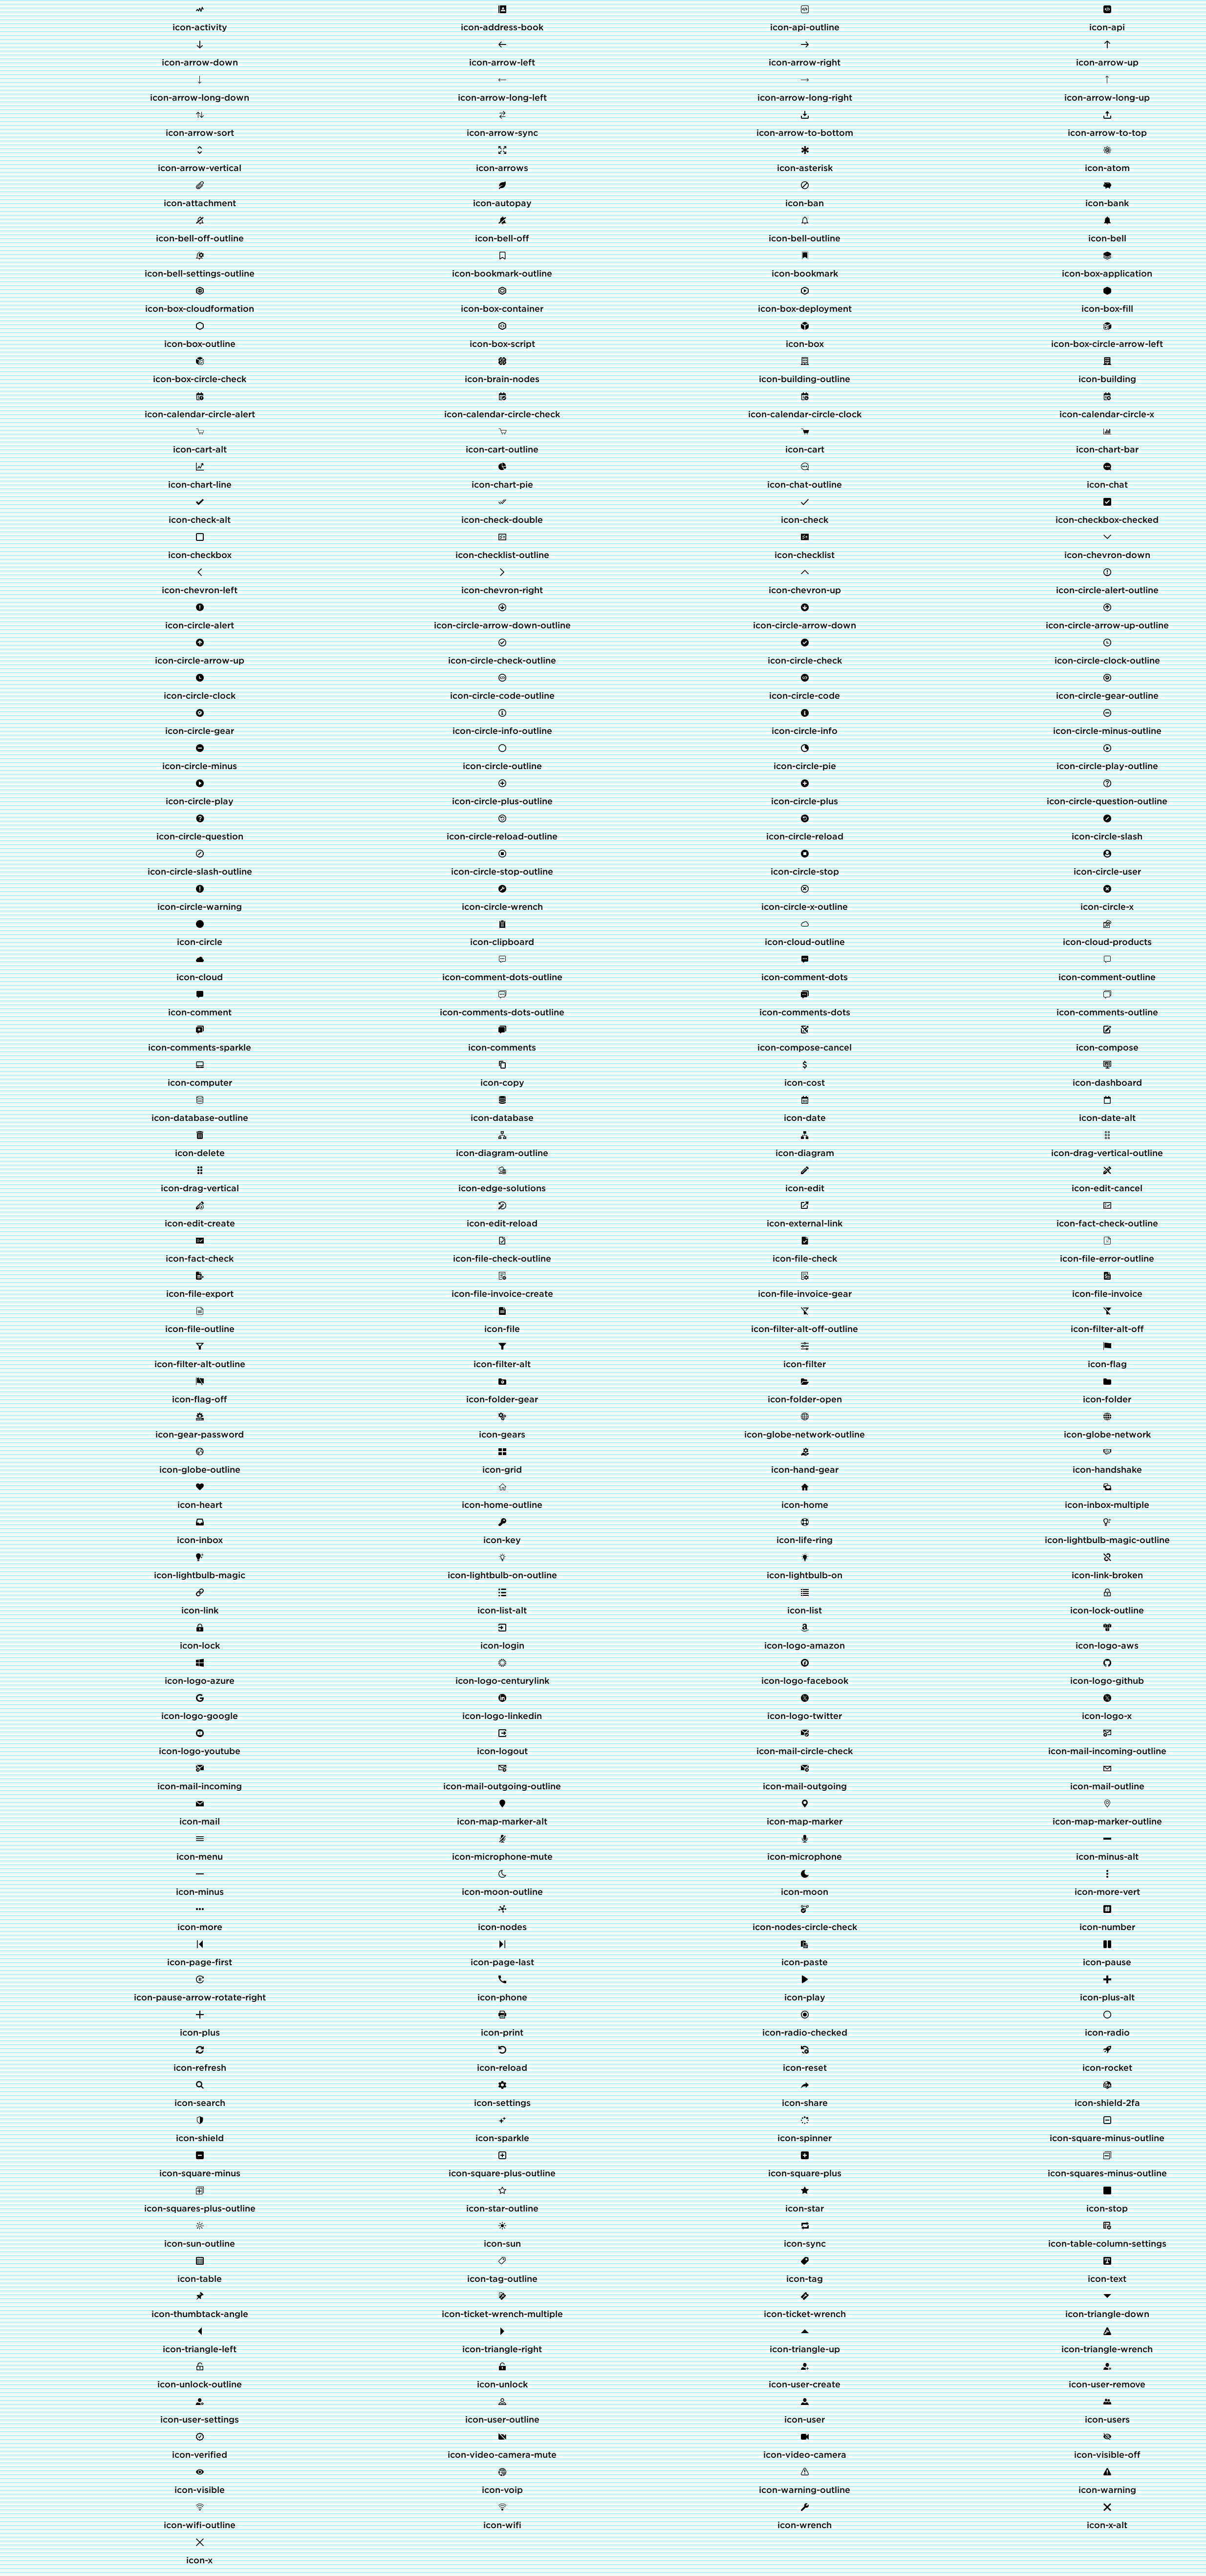 icon-activity icon-address-book icon-api-outline icon-api
icon-arrow-down icon-arrow-left icon-arrow-right icon-arrow-up
icon-arrow-long-down icon-arrow-long-left icon-arrow-long-right icon-arrow-long-up
icon-arrow-sort icon-arrow-sync icon-arrow-to-bottom icon-arrow-to-top
icon-arrow-vertical icon-arrows icon-asterisk icon-atom
icon-attachment icon-autopay icon-ban icon-bank
icon-bell-off-outline icon-bell-off icon-bell-outline icon-bell
icon-bell-settings-outline icon-bookmark-outline icon-bookmark icon-box-application
icon-box-cloudformation icon-box-container icon-box-deployment icon-box-fill
icon-box-outline icon-box-script icon-box icon-box-circle-arrow-left
icon-box-circle-check icon-brain-nodes icon-building-outline icon-building
icon-calendar-circle-alert icon-calendar-circle-check icon-calendar-circle-clock icon-calendar-circle-x
icon-cart-alt icon-cart-outline icon-cart icon-chart-bar
icon-chart-line icon-chart-pie icon-chat-outline icon-chat
icon-check-alt icon-check-double icon-check icon-checkbox-checked
icon-checkbox icon-checklist-outline icon-checklist icon-chevron-down
icon-chevron-left icon-chevron-right icon-chevron-up icon-circle-alert-outline
icon-circle-alert icon-circle-arrow-down-outline icon-circle-arrow-down icon-circle-arrow-up-outline
icon-circle-arrow-up icon-circle-check-outline icon-circle-check icon-circle-clock-outline
icon-circle-clock icon-circle-code-outline icon-circle-code icon-circle-gear-outline
icon-circle-gear icon-circle-info-outline icon-circle-info icon-circle-minus-outline
icon-circle-minus icon-circle-outline icon-circle-pie icon-circle-play-outline
icon-circle-play icon-circle-plus-outline icon-circle-plus icon-circle-question-outline
icon-circle-question icon-circle-reload-outline icon-circle-reload icon-circle-slash
icon-circle-slash-outline icon-circle-stop-outline icon-circle-stop icon-circle-user
icon-circle-warning icon-circle-wrench icon-circle-x-outline icon-circle-x
icon-circle icon-clipboard icon-cloud-outline icon-cloud-products
icon-cloud icon-comment-dots-outline icon-comment-dots icon-comment-outline
icon-comment icon-comments-dots-outline icon-comments-dots icon-comments-outline
icon-comments-sparkle icon-comments icon-compose-cancel icon-compose
icon-computer icon-copy icon-cost icon-dashboard
icon-database-outline icon-database icon-date icon-date-alt
icon-delete icon-diagram-outline icon-diagram icon-drag-vertical-outline
icon-drag-vertical icon-edge-solutions icon-edit icon-edit-cancel
icon-edit-create icon-edit-reload icon-external-link icon-fact-check-outline
icon-fact-check icon-file-check-outline icon-file-check icon-file-error-outline
icon-file-export icon-file-invoice-create icon-file-invoice-gear icon-file-invoice
icon-file-outline icon-file icon-filter-alt-off-outline icon-filter-alt-off
icon-filter-alt-outline icon-filter-alt icon-filter icon-flag
icon-flag-off icon-folder-gear icon-folder-open icon-folder
icon-gear-password icon-gears icon-globe-network-outline icon-globe-network
icon-globe-outline icon-grid icon-hand-gear icon-handshake
icon-heart icon-home-outline icon-home icon-inbox-multiple
icon-inbox icon-key icon-life-ring icon-lightbulb-magic-outline
icon-lightbulb-magic icon-lightbulb-on-outline icon-lightbulb-on icon-link-broken
icon-link icon-list-alt icon-list icon-lock-outline
icon-lock icon-login icon-logo-amazon icon-logo-aws
icon-logo-azure icon-logo-centurylink icon-logo-facebook icon-logo-github
icon-logo-google icon-logo-linkedin icon-logo-twitter icon-logo-x
icon-logo-youtube icon-logout icon-mail-circle-check icon-mail-incoming-outline
icon-mail-incoming icon-mail-outgoing-outline icon-mail-outgoing icon-mail-outline
icon-mail icon-map-marker-alt icon-map-marker icon-map-marker-outline
icon-menu icon-microphone-mute icon-microphone icon-minus-alt
icon-minus icon-moon-outline icon-moon icon-more-vert
icon-more icon-nodes icon-nodes-circle-check icon-number
icon-page-first icon-page-last icon-paste icon-pause
icon-pause-arrow-rotate-right icon-phone icon-play icon-plus-alt
icon-plus icon-print icon-radio-checked icon-radio
icon-refresh icon-reload icon-reset icon-rocket
icon-search icon-settings icon-share icon-shield-2fa
icon-shield icon-sparkle icon-spinner icon-square-minus-outline
icon-square-minus icon-square-plus-outline icon-square-plus icon-squares-minus-outline
icon-squares-plus-outline icon-star-outline icon-star icon-stop
icon-sun-outline icon-sun icon-sync icon-table-column-settings
icon-table icon-tag-outline icon-tag icon-text
icon-thumbtack-angle icon-ticket-wrench-multiple icon-ticket-wrench icon-triangle-down
icon-triangle-left icon-triangle-right icon-triangle-up icon-triangle-wrench
icon-unlock-outline icon-unlock icon-user-create icon-user-remove
icon-user-settings icon-user-outline icon-user icon-users
icon-verified icon-video-camera-mute icon-video-camera icon-visible-off
icon-visible icon-voip icon-warning-outline icon-warning
icon-wifi-outline icon-wifi icon-wrench icon-x-alt
icon-x